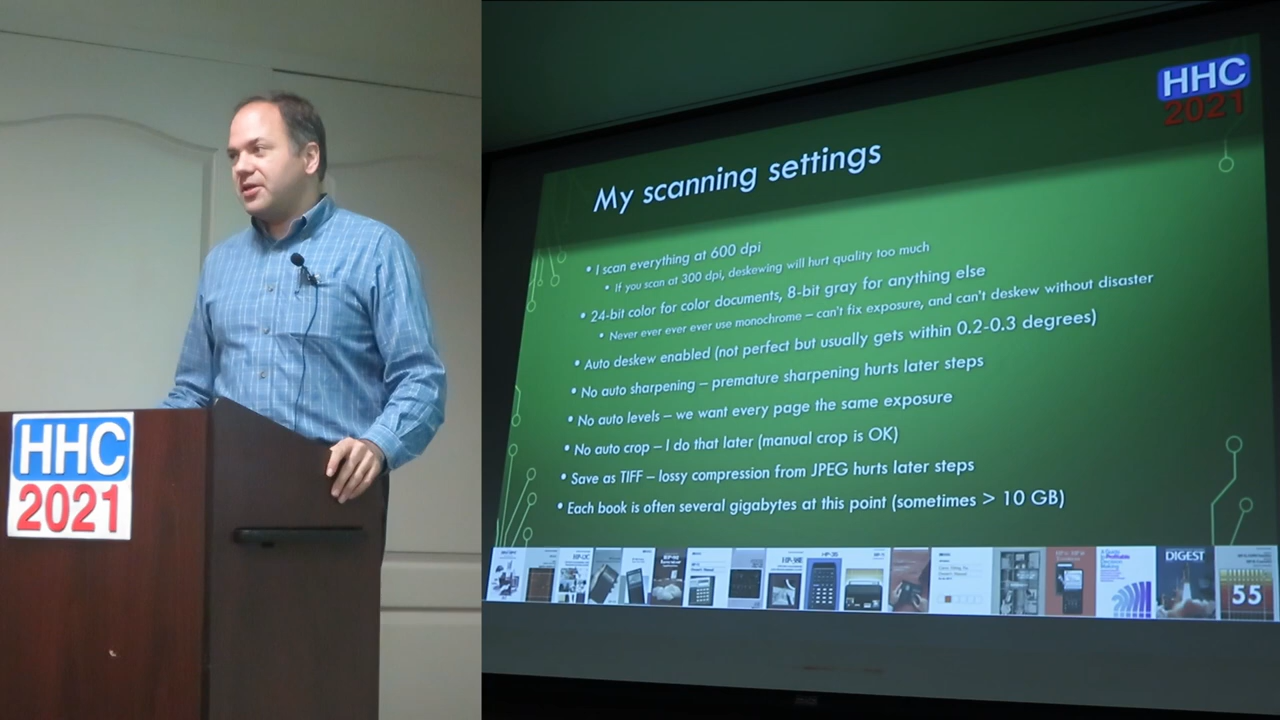 HHC
2021
HHC
2021
My scanning settings
• I scan everything at 600 dpi
• If you scan at 300 dpi, deskewing will hurt quality too much
• 24-bit color for color documents, 8-bit gray for anything else
• Never ever ever ever use monochrome – can't fix exposure, and can't deskew without disaster
• Auto deskew enabled (not perfect but usually gets within 0.2-0.3 degrees)
• No auto sharpening – premature sharpening hurts later steps
• No auto levels – we want every page the same exposure
• No auto crop – I do that later (manual crop is OK)
• Save as TIFF – lossy compression from JPEG hurts later steps
• Each book is often several gigabytes at this point (sometimes > 10 GB)
DIGEST
55